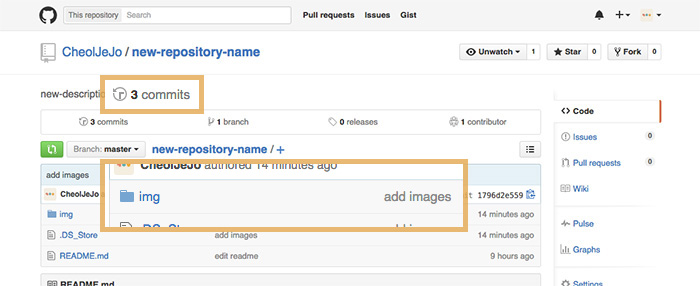 This repository Search Pull requests Issues Gist
CheolJeJo / new-repository-name Unwatch 1 Star 0 Fork 0
new-descriptio 3 commits
3 commits 1 branch 0 releases 1 contributor
Code
Branch: master new-repository-name / +
Issues 0
add images CheolJeJo authored 14 minutes ago
Pull requests 0
CheolJeJo 1796d2e559
img add images
Wiki
img 14 minutes ago
.DS_Store
.DS_Store add images 14 minutes ago
Pulse
README.md edit readme 9 hours ago
Graphs
README.md
Settings